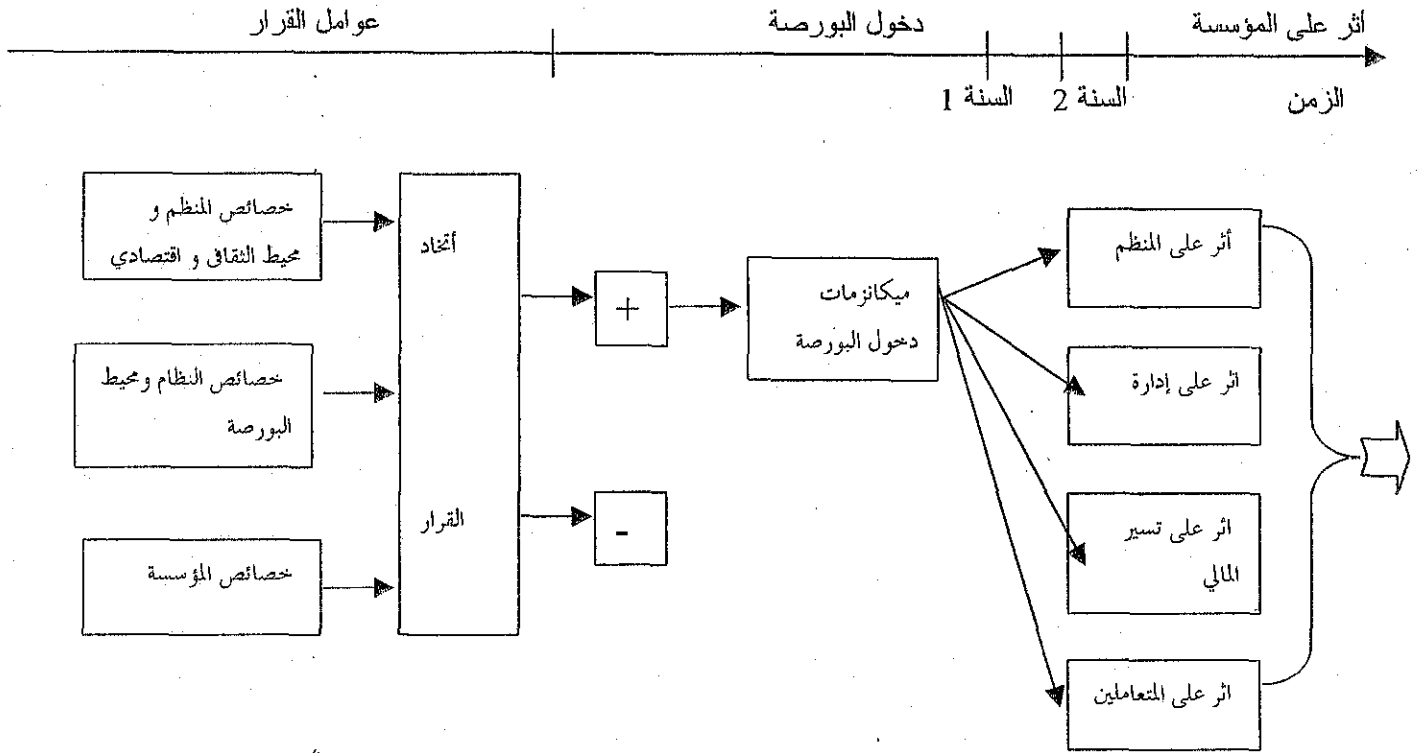 أثر على المؤسسة
دخول البورصة
عوامل القرار
الزمن
السنة 2
السنة 1
خصائص المنظم و
محيط الثقافى و اقتصادي
خصائص النظام ومحيط
البورصة
خصائص المؤسسة
أتخاد
القرار
+
-
ميكانزمات
دخول البورصة
أثر على المنظم
اثر على إدارة
اثر على تسير
المالي
اثر على المتعاملين